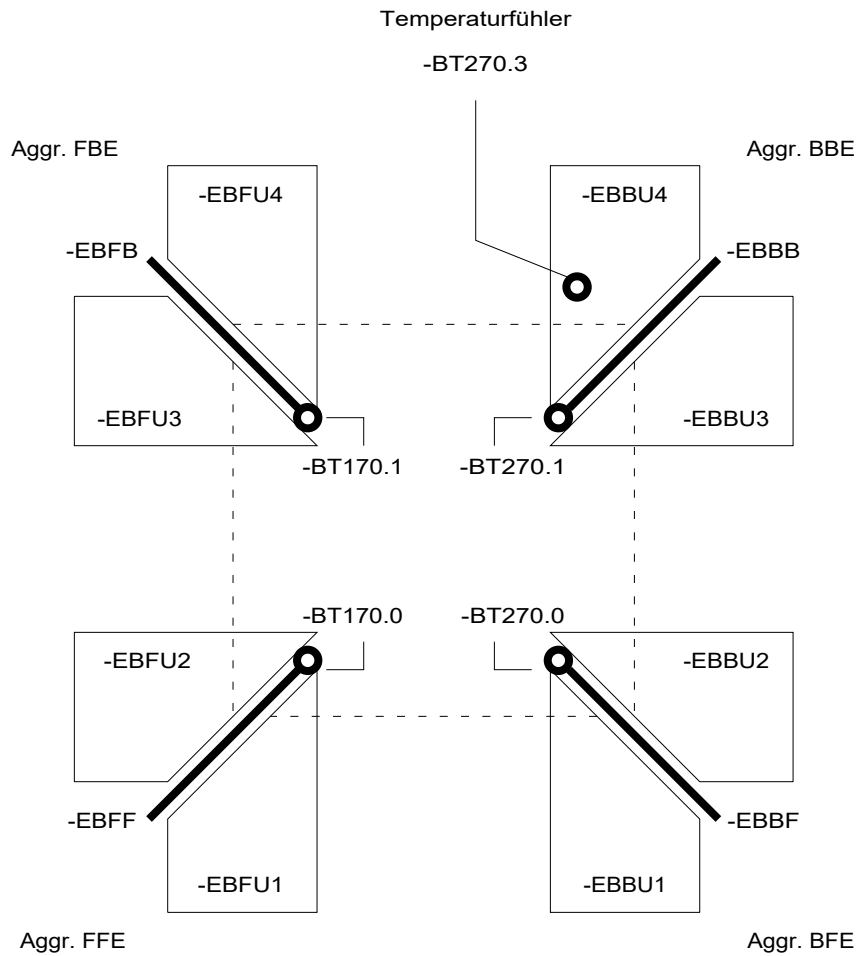 Temperaturfühler
-BT270.3
Aggr. FBE
Aggr. BBE
-EBFU4
-EBBU4
-EBFB
-EBBB
-EBFU3
-EBBU3
-BT170.1
-BT270.1
-BT170.0
-BT270.0
-EBFU2
-EBBU2
-EBFF
-EBBF
-EBFU1
-EBBU1
Aggr. FFE
Aggr. BFE